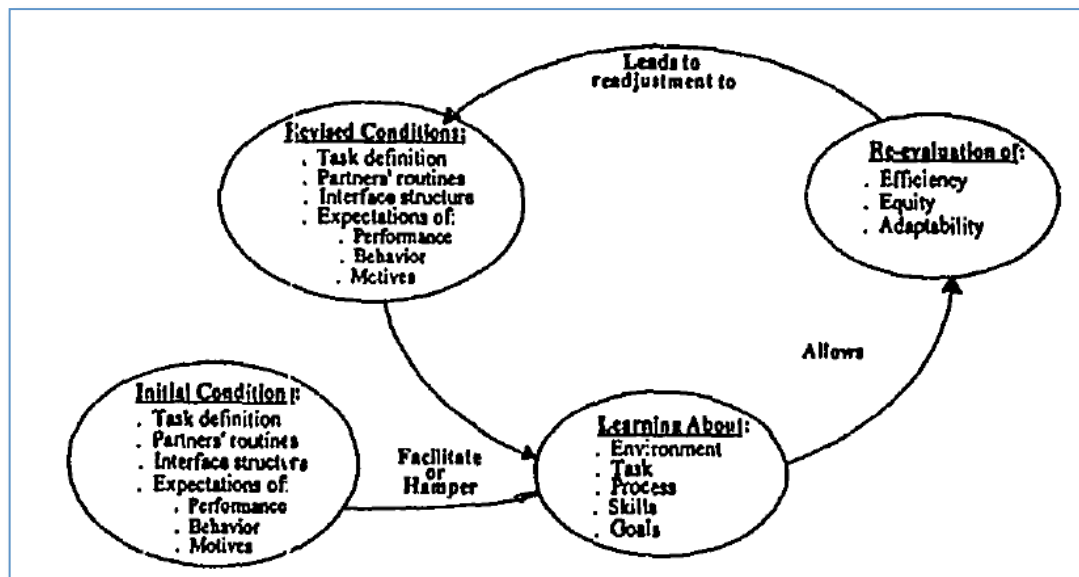 Leads to
readjustment to
Revised Conditions:
. Task definition
. Partners' routines
. Interface structure
. Expectations of:
. Performance
. Behavior
. Motives
Re-evaluation of:
. Efficiency
. Equity
. Adaptability
Allows
Initial Conditions:
. Task definition
. Partners' routines
. Interface structure
. Expectations of:
. Performance
. Behavior
. Motives
Facilitate
or
Hamper
Learning About:
. Environment
. Task
. Process
. Skills
. Goals